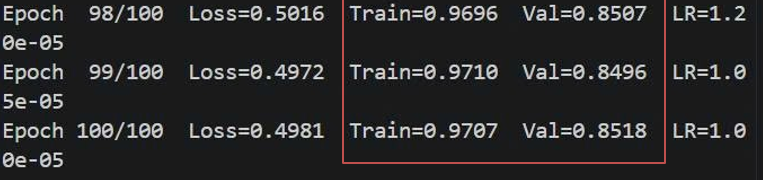 Epoch  98/100  Loss=0.5016  Train=0.9696  Val=0.8507  LR=1.2
0e-05
Epoch  99/100  Loss=0.4972  Train=0.9710  Val=0.8496  LR=1.0
5e-05
Epoch 100/100  Loss=0.4981  Train=0.9707  Val=0.8518  LR=1.0
0e-05